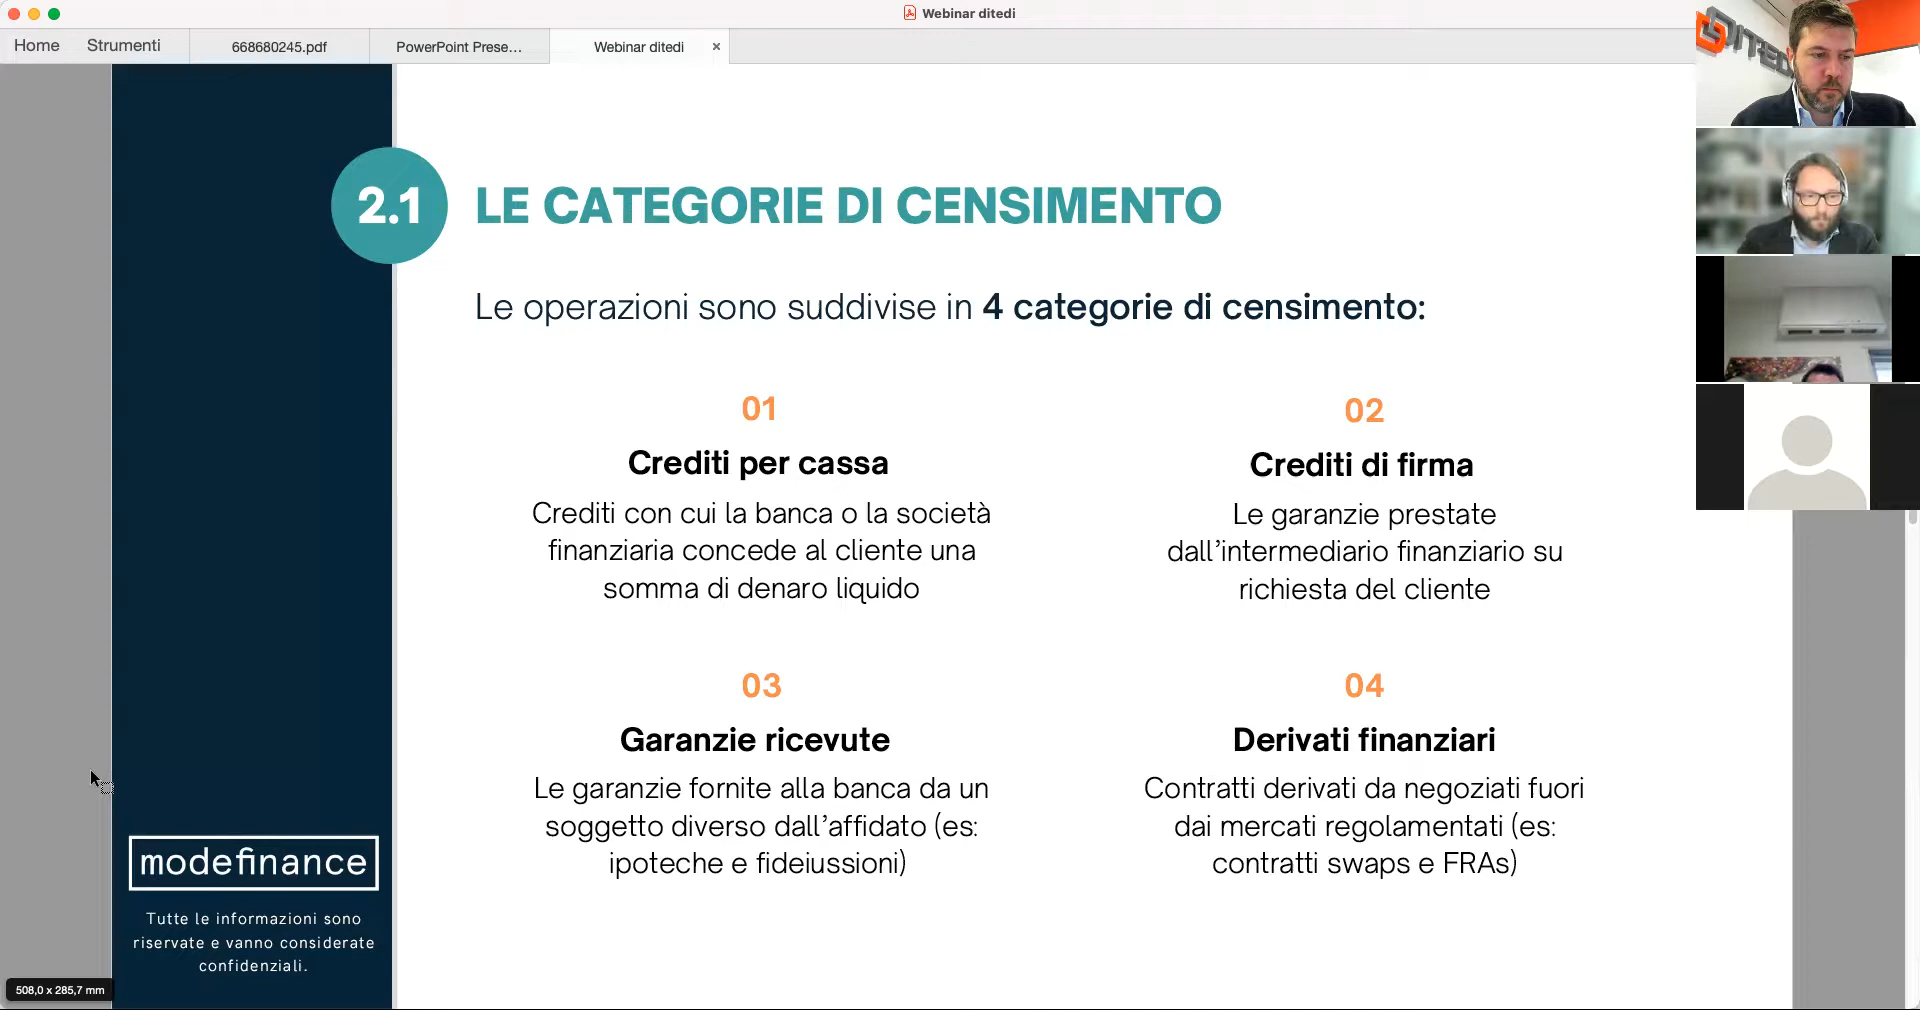 Webinar ditedi
Home
Strumenti
668680245.pdf
PowerPoint Prese...
Webinar ditedi
×
DITEDI
2.1
LE CATEGORIE DI CENSIMENTO
Le operazioni sono suddivise in 4 categorie di censimento:
01
Crediti per cassa
Crediti con cui la banca o la società
finanziaria concede al cliente una
somma di denaro liquido
02
Crediti di firma
Le garanzie prestate
dall'intermediario finanziario su
richiesta del cliente
03
Garanzie ricevute
Le garanzie fornite alla banca da un
soggetto diverso dall'affidato (es:
ipoteche e fideiussioni)
04
Derivati finanziari
Contratti derivati da negoziati fuori
dai mercati regolamentati (es:
contratti swaps e FRAs)
modefinance
Tutte le informazioni sono
riservate e vanno considerate
confidenziali.
508,0 x 285,7 mm